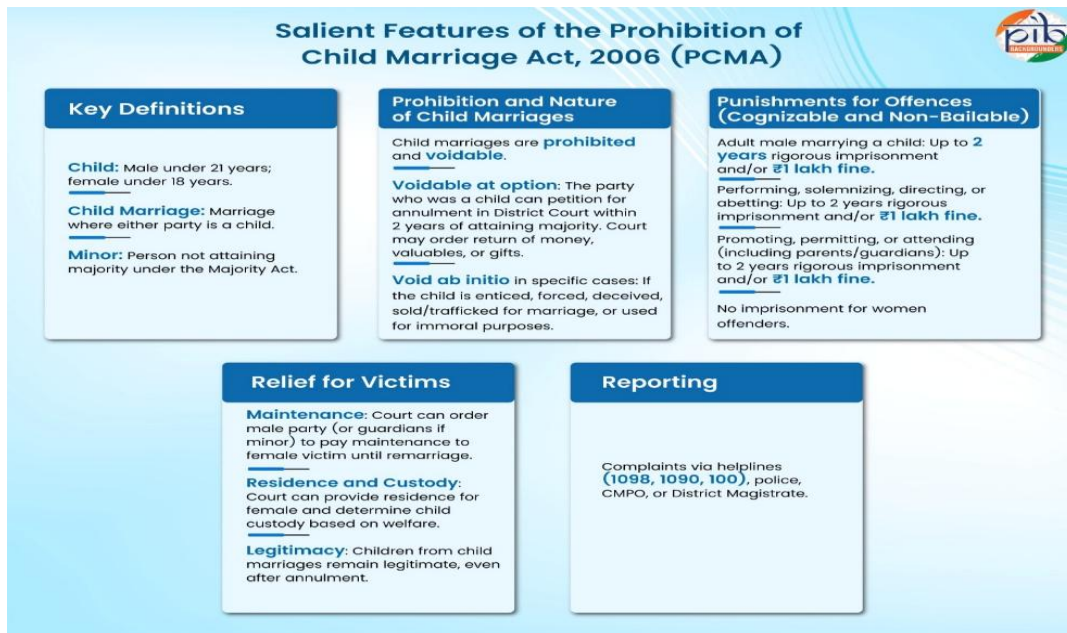 Salient Features of the Prohibition of
Child Marriage Act, 2006 (PCMA)
pib
BACKGROUNDERS
Key Definitions
Child: Male under 21 years;
female under 18 years.
Child Marriage: Marriage
where either party is a child.
Minor: Person not attaining
majority under the Majority Act.
Prohibition and Nature
of Child Marriages
Child marriages are prohibited
and voidable.
Voidable at option: The party
who was a child can petition for
annulment in District Court within
2 years of attaining majority. Court
may order return of money,
valuables, or gifts.
Void ab initio in specific cases: If
the child is enticed, forced, deceived,
sold/trafficked for marriage, or used
for immoral purposes.
Punishments for Offences
(Cognizable and Non-Bailable)
Adult male marrying a child: Up to 2
years rigorous imprisonment
and/or ₹1 lakh fine.
Performing, solemnizing, directing, or
abetting: Up to 2 years rigorous
imprisonment and/or ₹1 lakh fine.
Promoting, permitting, or attending
(including parents/guardians): Up
to 2 years rigorous imprisonment
and/or ₹1 lakh fine.
No imprisonment for women
offenders.
Relief for Victims
Maintenance: Court can order
male party (or guardians if
minor) to pay maintenance to
female victim until remarriage.
Residence and Custody:
Court can provide residence for
female and determine child
custody based on welfare.
Legitimacy: Children from child
marriages remain legitimate, even
after annulment.
Reporting
Complaints via helplines
(1098, 1090, 100), police,
CMPO, or District Magistrate.